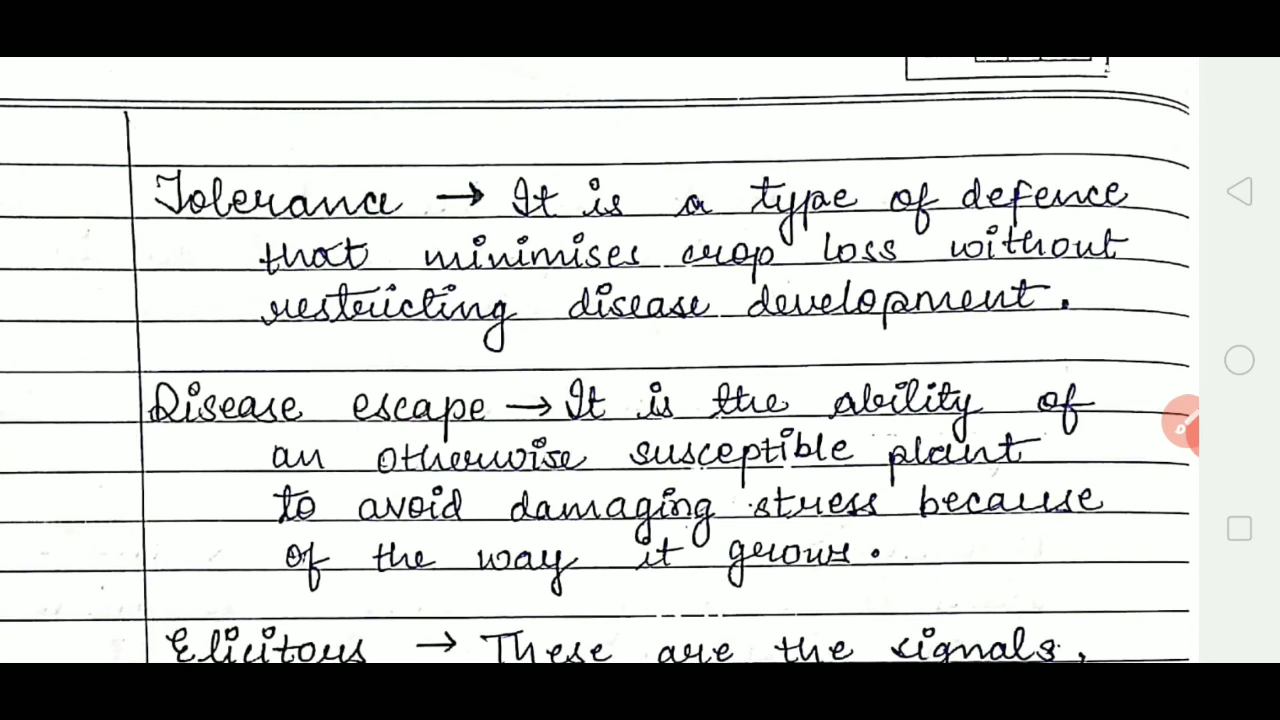 Tolerance → It is a type of defence
that minimises crop loss without
restricting disease development.
Disease escape → It is the ability of
an otherwise susceptible plant
to avoid damaging stress because
of the way it grows.
Elicitors → These are the signals,